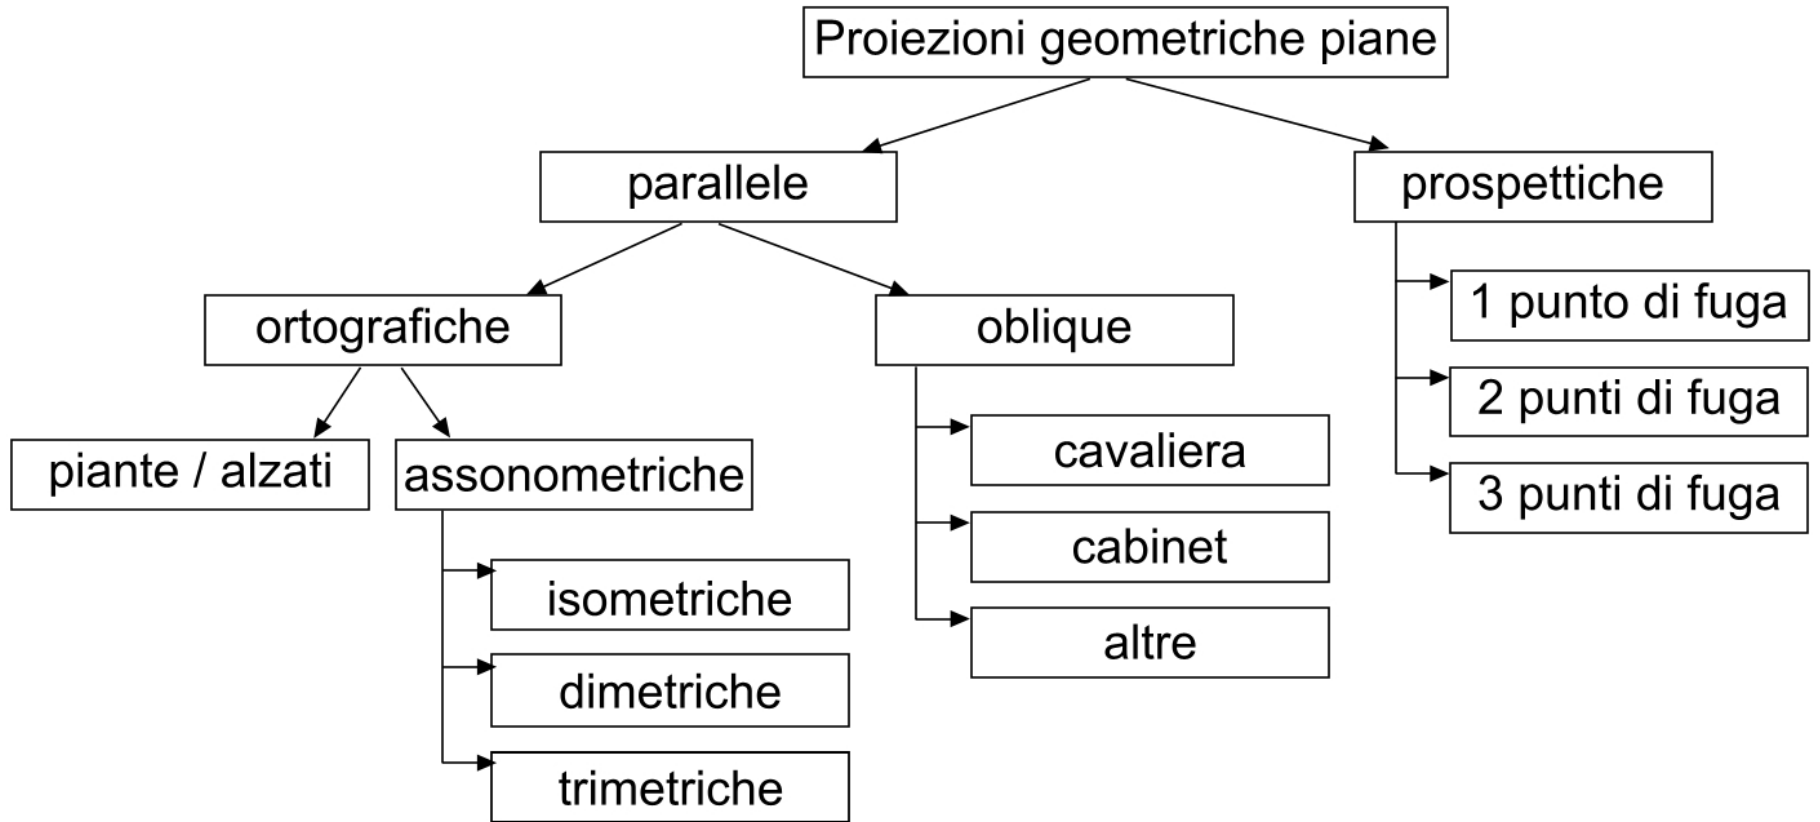 Proiezioni geometriche piane
parallele
prospettiche
ortografiche
oblique
1 punto di fuga
2 punti di fuga
3 punti di fuga
piante / alzati
assonometriche
cavaliera
cabinet
altre
isometriche
dimetriche
trimetriche